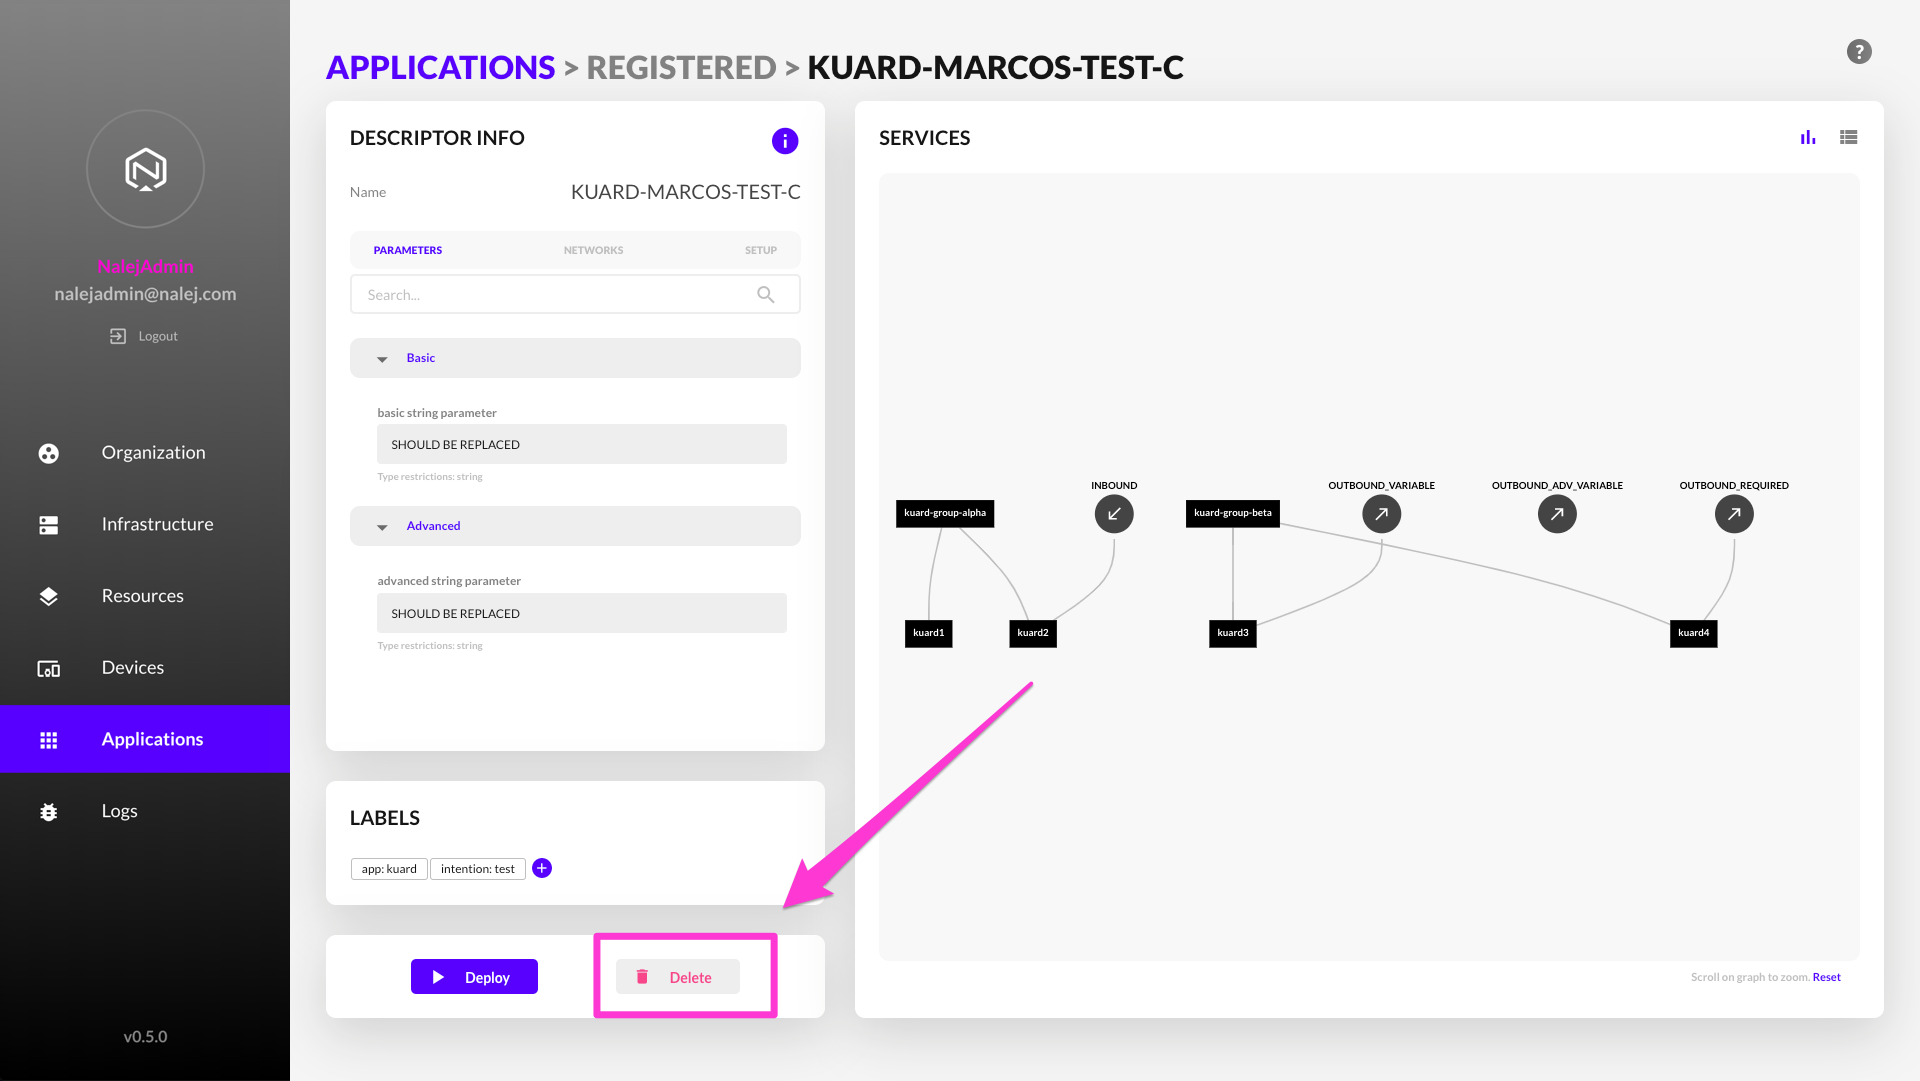 APPLICATIONS > REGISTERED > KUARD-MARCOS-TEST-C
?
NalejAdmin
nalejadmin@nalej.com
Logout
Organization
Infrastructure
Resources
Devices
Applications
Logs
v0.5.0
DESCRIPTOR INFO
i
Name KUARD-MARCOS-TEST-C
PARAMETERS NETWORKS SETUP
Search...
Basic
basic string parameter
SHOULD BE REPLACED
Type restrictions: string
Advanced
advanced string parameter
SHOULD BE REPLACED
Type restrictions: string
LABELS
app: kuard intention: test +
Deploy Delete
SERVICES
INBOUND OUTBOUND_VARIABLE OUTBOUND_ADV_VARIABLE OUTBOUND_REQUIRED
kuard-group-alpha kuard-group-beta
kuard1 kuard2 kuard3 kuard4
Scroll on graph to zoom. Reset